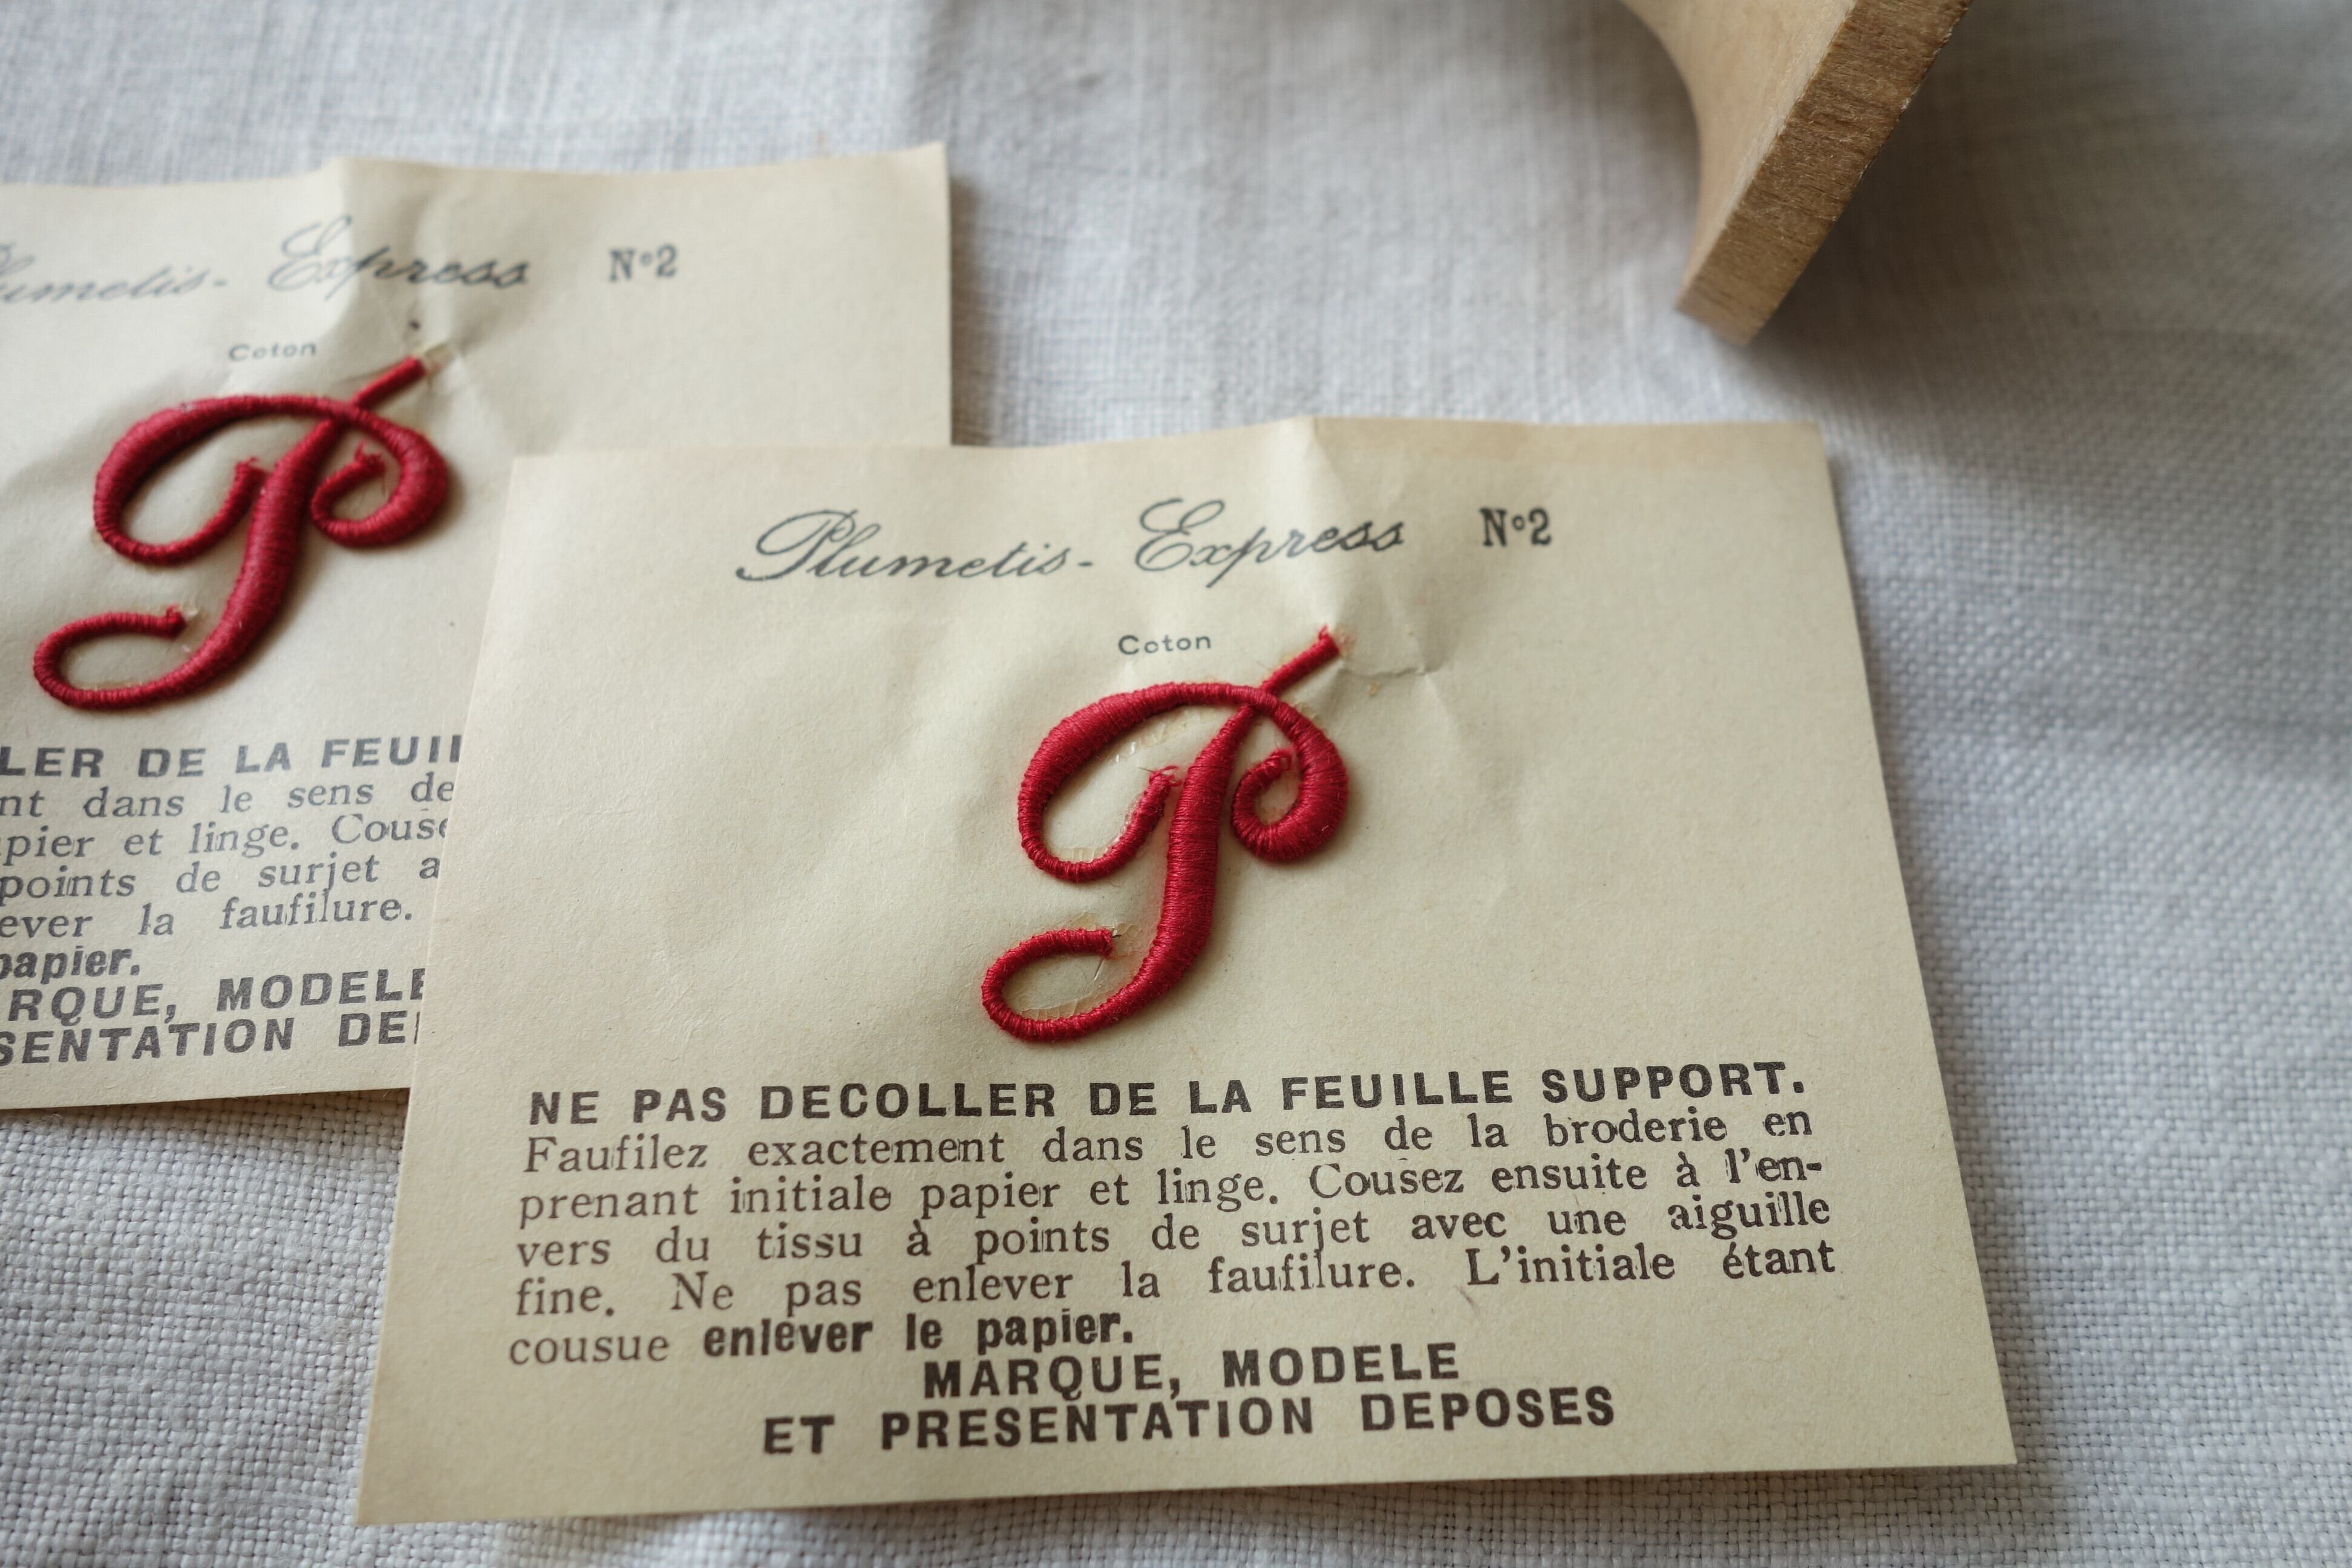 Plumetis-Express N°2
Coton
P
LER DE LA FEUIL
nt dans le sens de
pier et linge. Couse
points de surjet a
ever la faufilure.
papier.
RQUE, MODELE
SENTATION DE
Plumetis-Express N°2
Coton
P
NE PAS DECOLLER DE LA FEUILLE SUPPORT.
Faufilez exactement dans le sens de la broderie en
prenant initiale papier et linge. Cousez ensuite à l'en-
vers du tissu à points de surjet avec une aiguille
fine. Ne pas enlever la faufilure. L'initiale étant
cousue enlever le papier.
MARQUE, MODELE
ET PRESENTATION DEPOSES